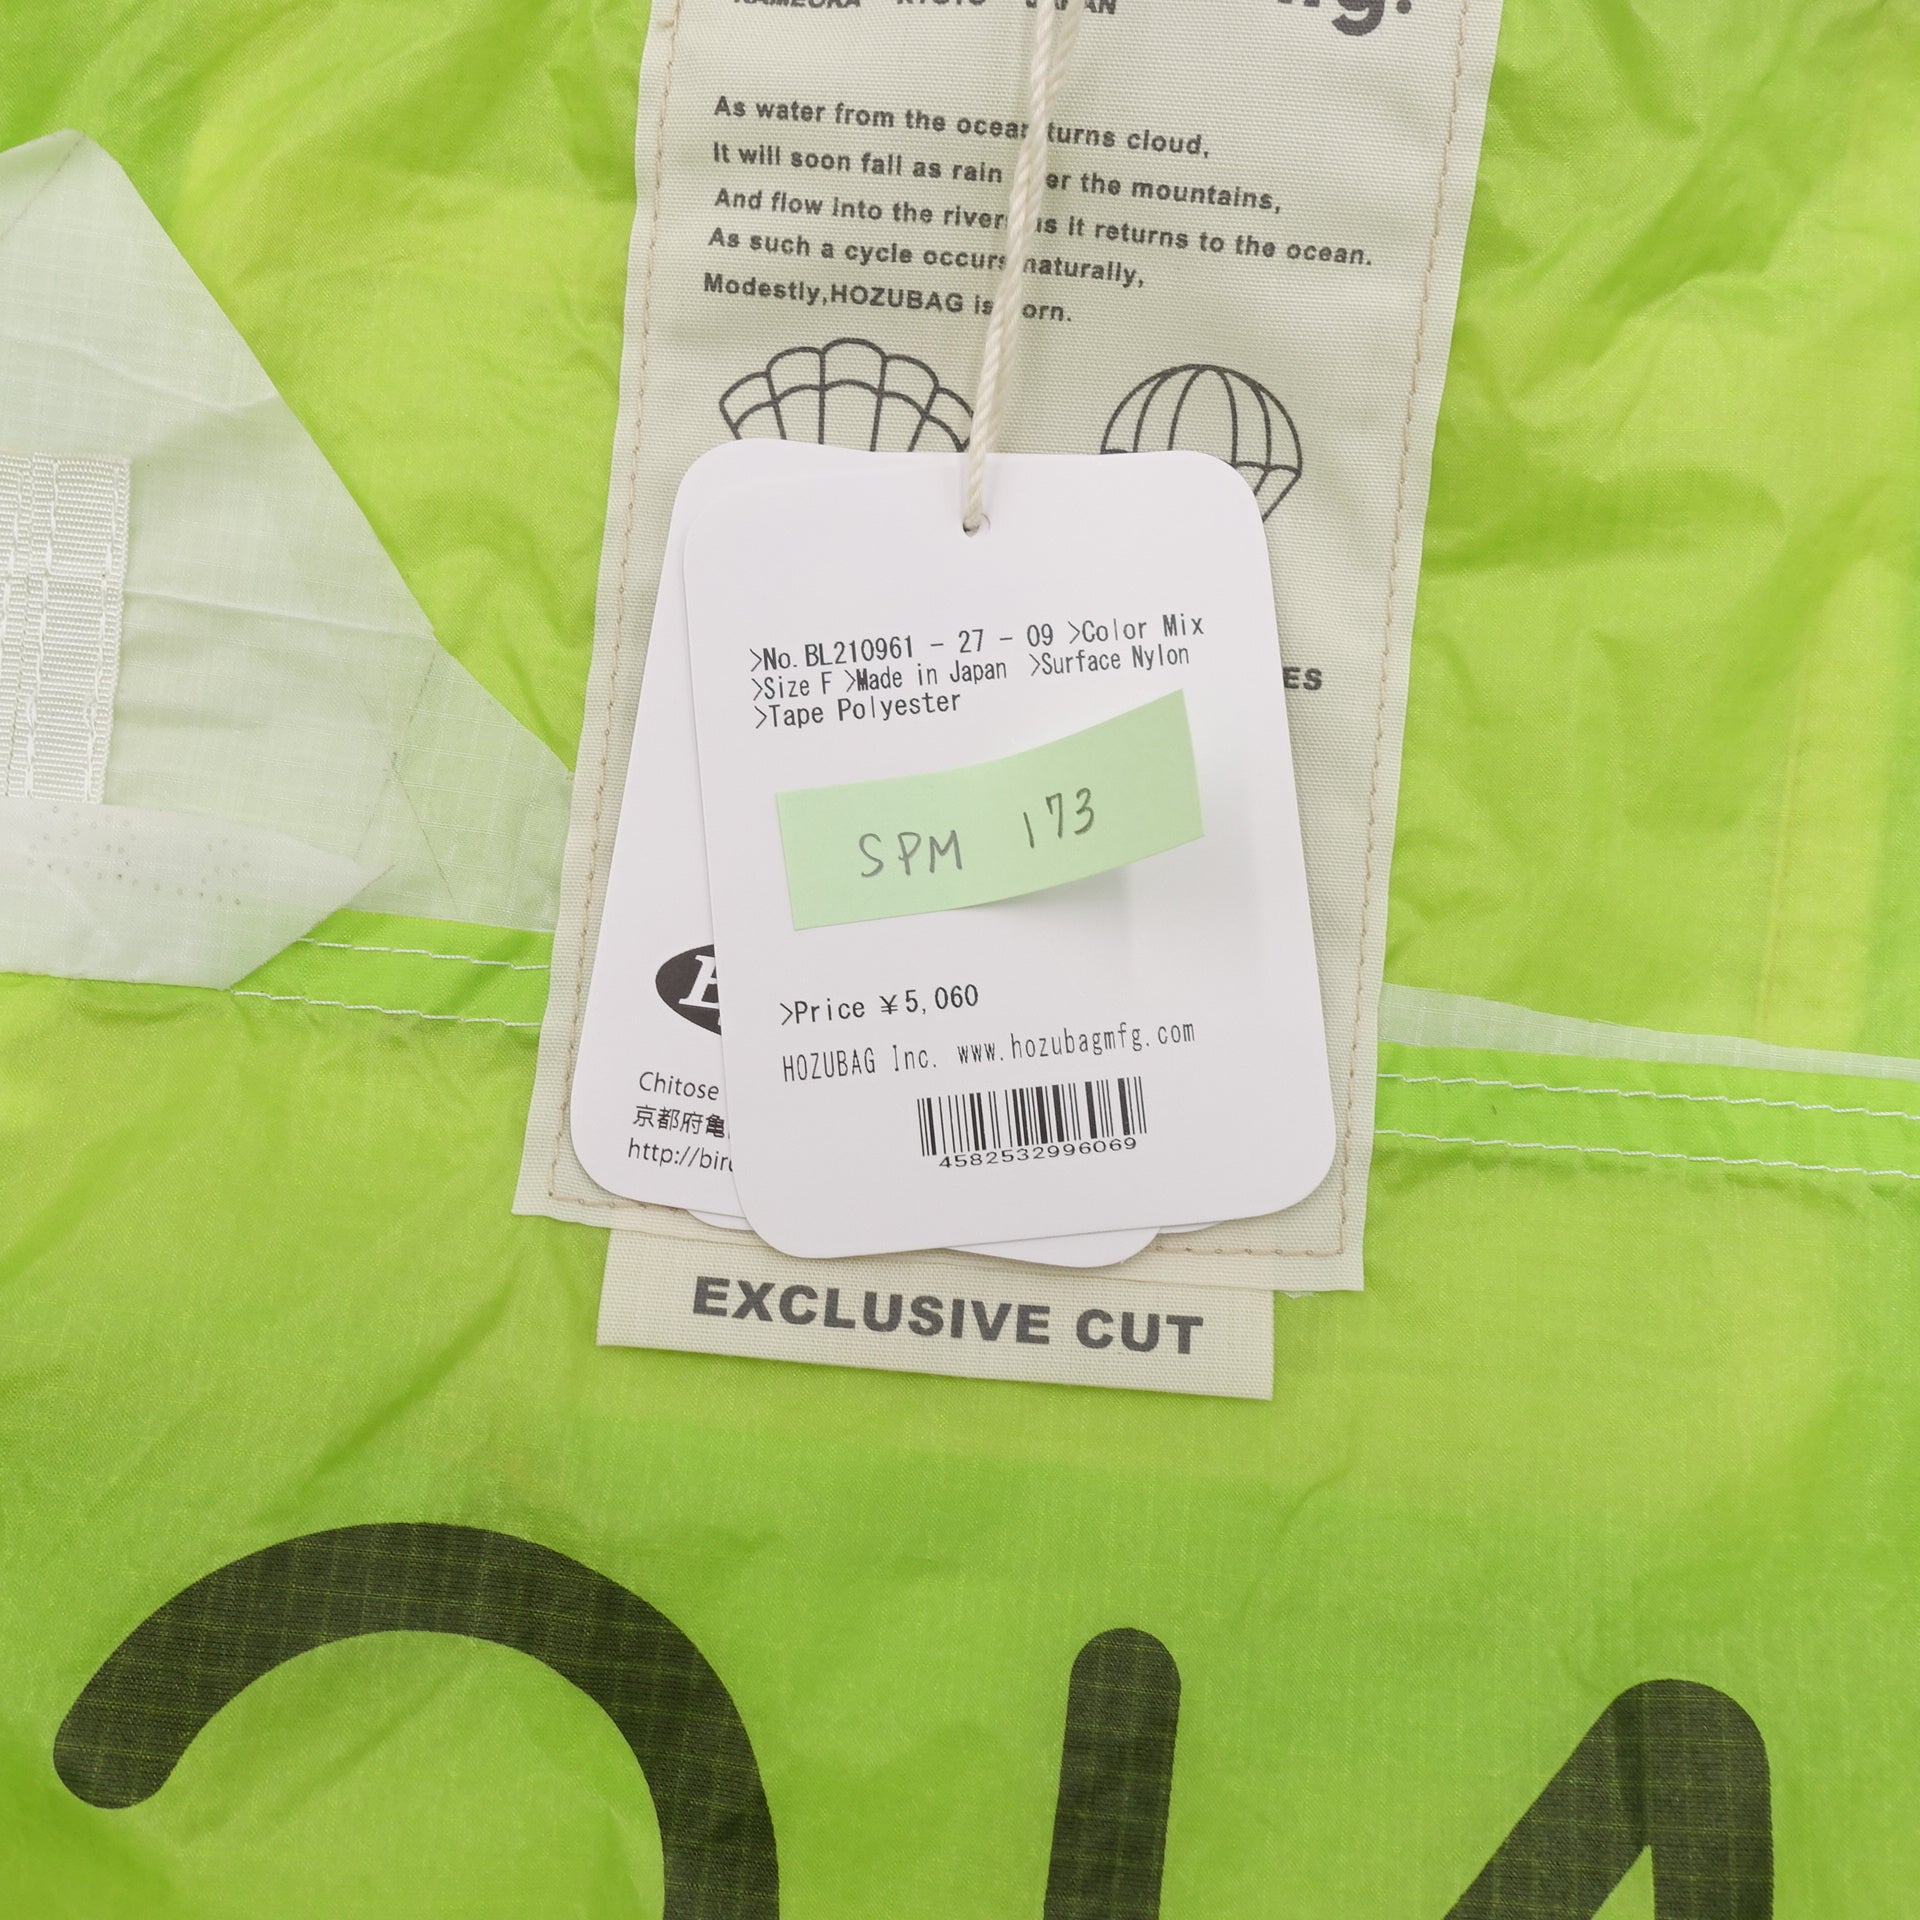 KAMEOKA KYOTO JAPAN
As water from the ocean turns cloud,
It will soon fall as rain over the mountains,
And flow into the rivers as it returns to the ocean.
As such a cycle occurs naturally,
Modestly,HOZUBAG is born.
>No.BL210961 - 27 - 09 >Color Mix
>Size F >Made in Japan >Surface Nylon
>Tape Polyester
SPM 173
>Price ¥5,060
HOZUBAG Inc. www.hozubagmfg.com
4582532996069
Chitose
京都府亀
http://bir
EXCLUSIVE CUT